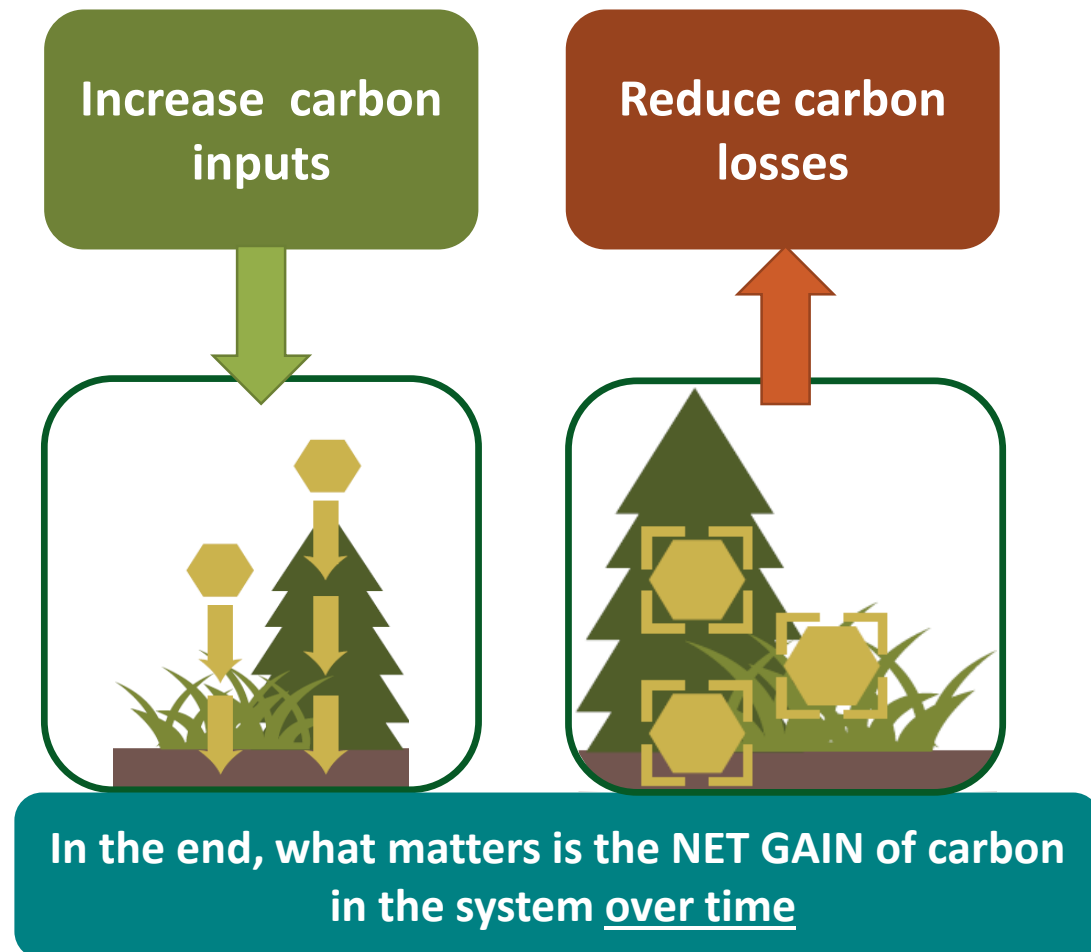 Increase carbon
inputs
Reduce carbon
losses
In the end, what matters is the NET GAIN of carbon
in the system over time